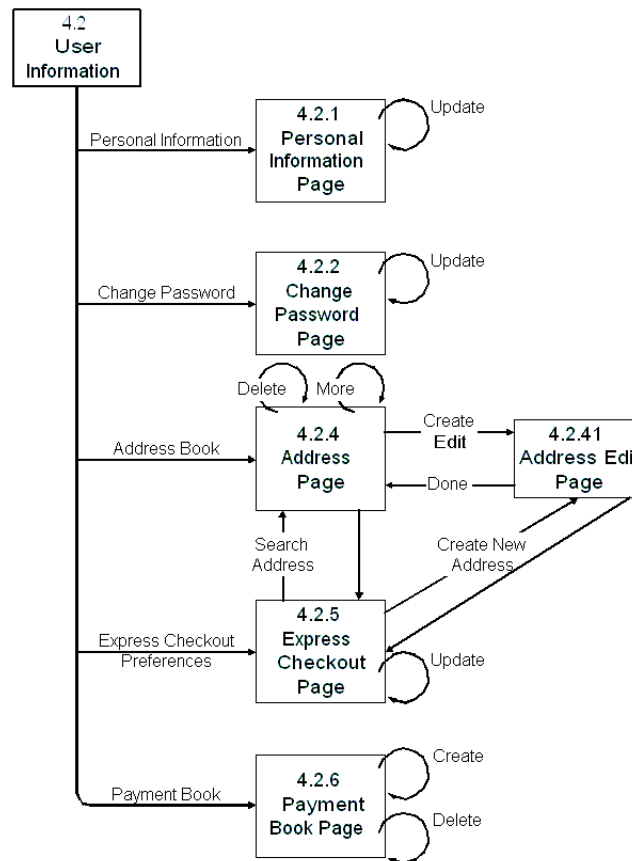 4.2
User
Information
Personal Information
4.2.1
Personal
Information
Page
Update
Change Password
4.2.2
Change
Password
Page
Update
Delete
More
Address Book
4.2.4
Address
Page
Create
Edit
Done
4.2.41
Address Edi
Page
Search
Address
Create New
Address
Express Checkout
Preferences
4.2.5
Express
Checkout
Page
Update
Payment Book
4.2.6
Payment
Book Page
Create
Delete